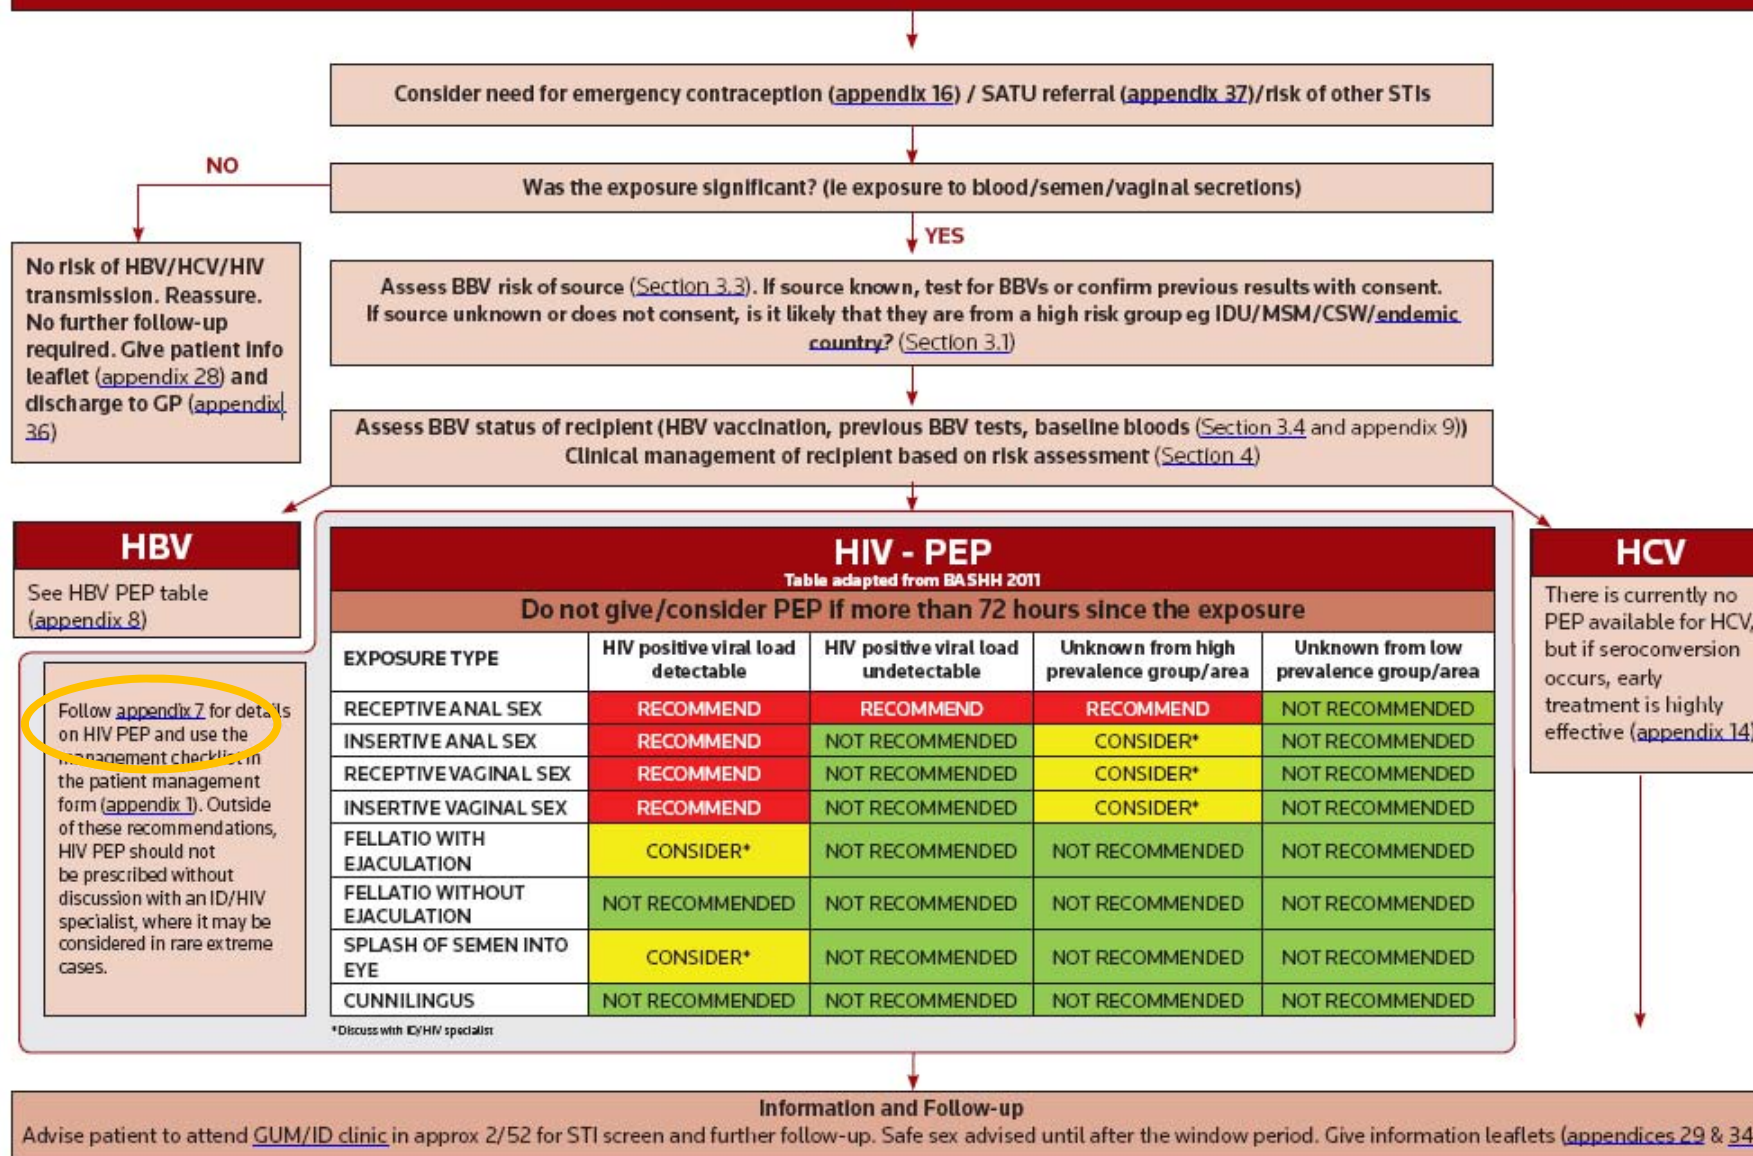 Consider need for emergency contraception (appendix 16) / SATU referral (appendix 37)/risk of other STIs
NO
Was the exposure significant? (ie exposure to blood/semen/vaginal secretions)
YES
No risk of HBV/HCV/HIV
transmission. Reassure.
No further follow-up
required. Give patient info
leaflet (appendix 28) and
discharge to GP (appendix
36)
Assess BBV risk of source (Section 3.3). If source known, test for BBVs or confirm previous results with consent.
If source unknown or does not consent, is it likely that they are from a high risk group eg IDU/MSM/CSW/endemic
country? (Section 3.1)
Assess BBV status of recipient (HBV vaccination, previous BBV tests, baseline bloods (Section 3.4 and appendix 9))
Clinical management of recipient based on risk assessment (Section 4)
HBV
See HBV PEP table
(appendix 8)
Follow appendix 7 for details
on HIV PEP and use the
management checklist in
the patient management
form (appendix 1). Outside
of these recommendations,
HIV PEP should not
be prescribed without
discussion with an ID/HIV
specialist, where it may be
considered in rare extreme
cases.
HIV - PEP
Table adapted from BASHH 2011
Do not give/consider PEP if more than 72 hours since the exposure
EXPOSURE TYPE
HIV positive viral load
detectable
HIV positive viral load
undetectable
Unknown from high
prevalence group/area
Unknown from low
prevalence group/area
RECEPTIVE ANAL SEX RECOMMEND RECOMMEND RECOMMEND NOT RECOMMENDED
INSERTIVE ANAL SEX RECOMMEND NOT RECOMMENDED CONSIDER* NOT RECOMMENDED
RECEPTIVE VAGINAL SEX RECOMMEND NOT RECOMMENDED CONSIDER* NOT RECOMMENDED
INSERTIVE VAGINAL SEX RECOMMEND NOT RECOMMENDED CONSIDER* NOT RECOMMENDED
FELLATIO WITH
EJACULATION
CONSIDER* NOT RECOMMENDED NOT RECOMMENDED NOT RECOMMENDED
FELLATIO WITHOUT
EJACULATION
NOT RECOMMENDED NOT RECOMMENDED NOT RECOMMENDED NOT RECOMMENDED
SPLASH OF SEMEN INTO
EYE
CONSIDER* NOT RECOMMENDED NOT RECOMMENDED NOT RECOMMENDED
CUNNILINGUS NOT RECOMMENDED NOT RECOMMENDED NOT RECOMMENDED NOT RECOMMENDED
*Discuss with ID/HIV specialist
HCV
There is currently no
PEP available for HCV,
but if seroconversion
occurs, early
treatment is highly
effective (appendix 14)
Information and Follow-up
Advise patient to attend GUM/ID clinic in approx 2/52 for STI screen and further follow-up. Safe sex advised until after the window period. Give information leaflets (appendices 29 & 34